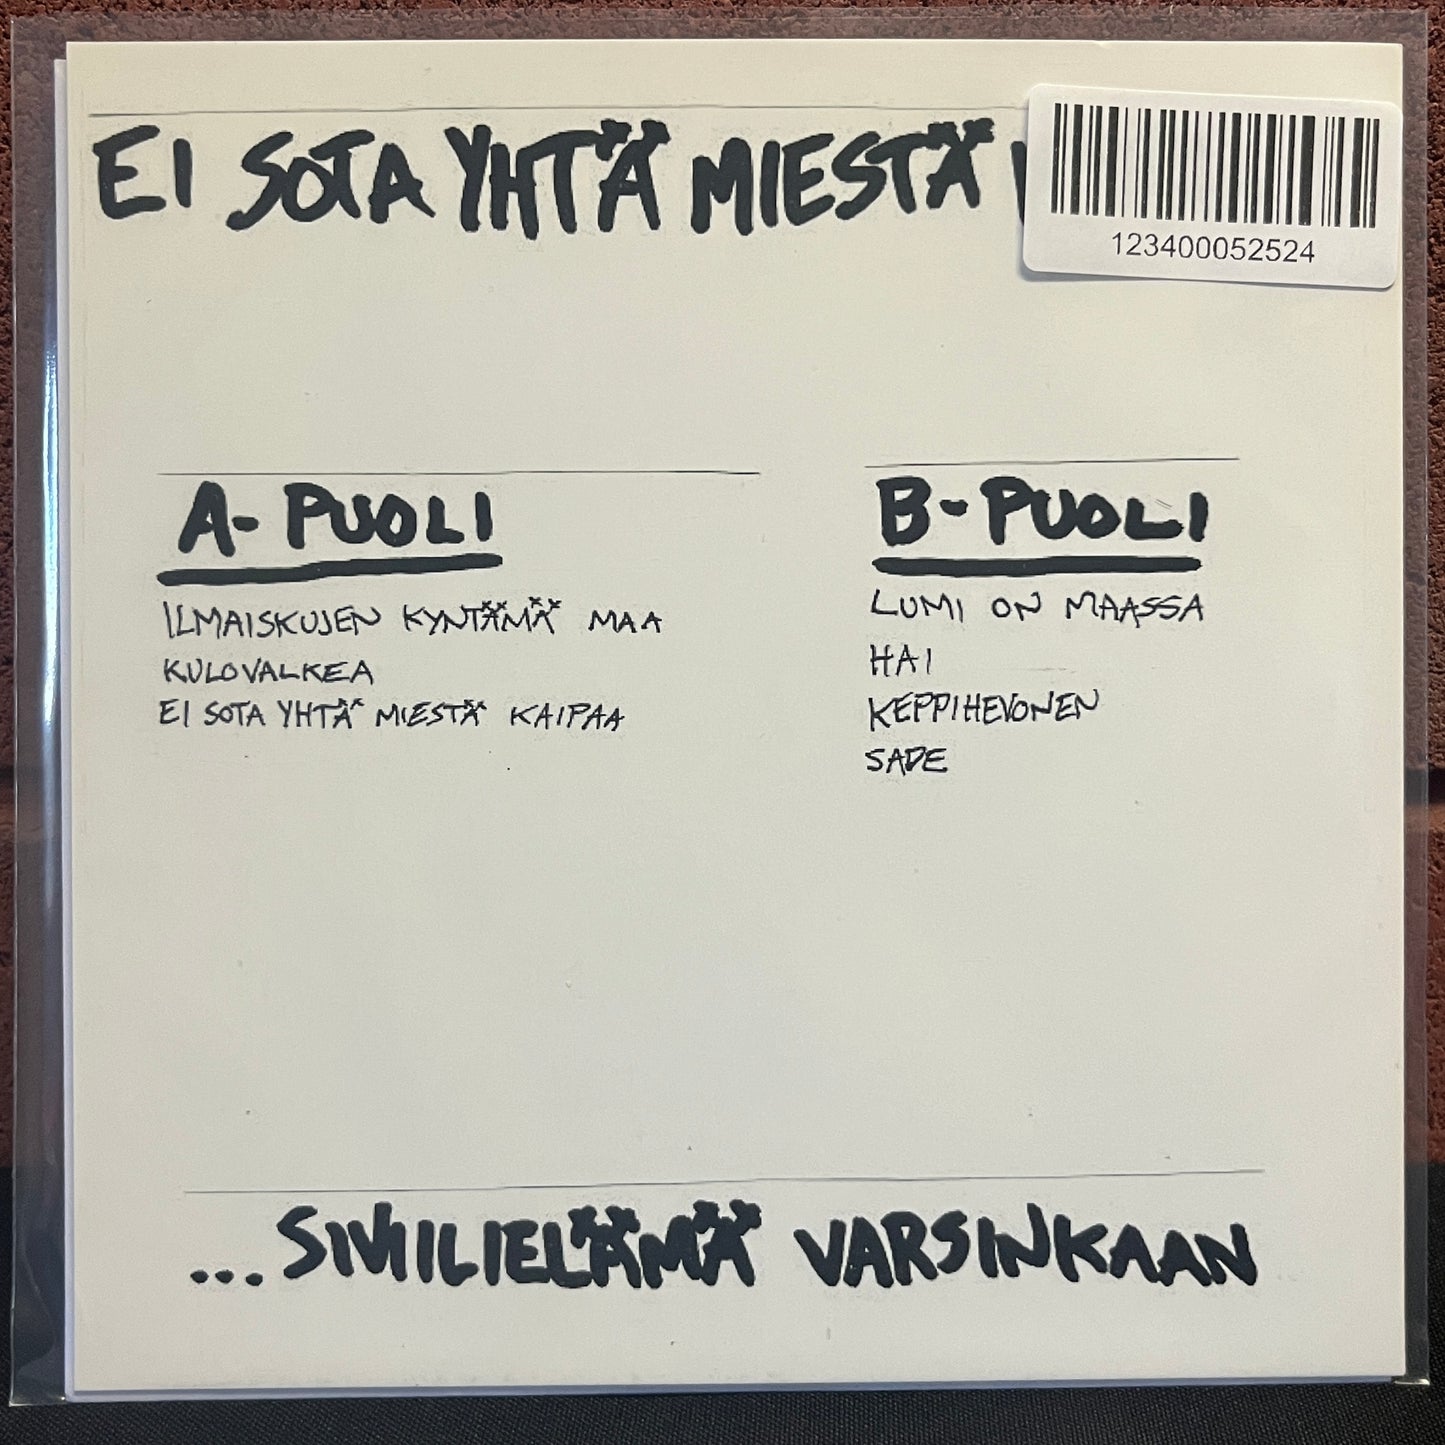 EI SOTA YHTÄ MIESTÄ
123400052524
A-PUOLI
ILMAISKUJEN KYNTÄMÄ MAA
KULOVALKEA
EI SOTA YHTÄ MIESTÄ KAIPAA
B-PUOLI
LUMI ON MAASSA
HAI
KEPPIHEVONEN
SADE
...SIVIILIELÄMÄ VARSINKAAN